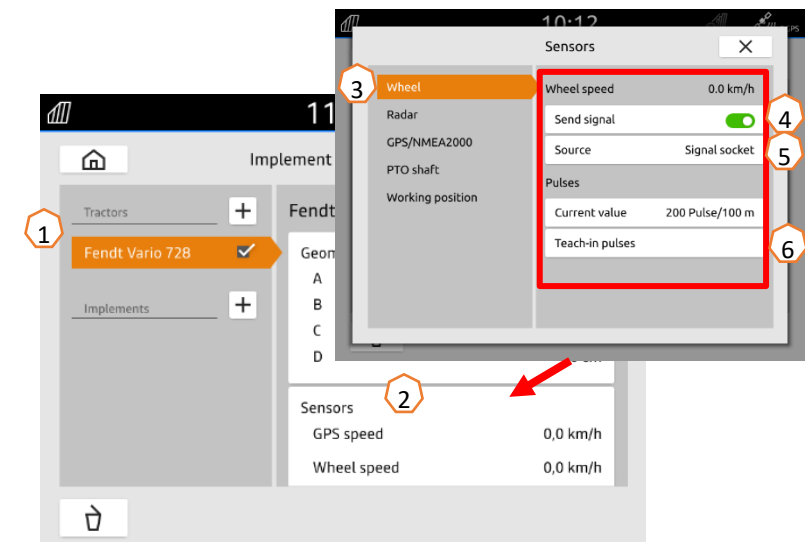 10:12
GPS
Sensors
3
Wheel
Radar
GPS/NMEA2000
PTO shaft
Working position
Wheel speed 0.0 km/h
Send signal
4
Source Signal socket
5
Pulses
Current value 200 Pulse/100 m
Teach-in pulses
6
11
Implement
1
Tractors
Fendt Vario 728
Implements
Fendt
Geom
A
B
C
D
cm
2
Sensors
GPS speed 0,0 km/h
Wheel speed 0,0 km/h